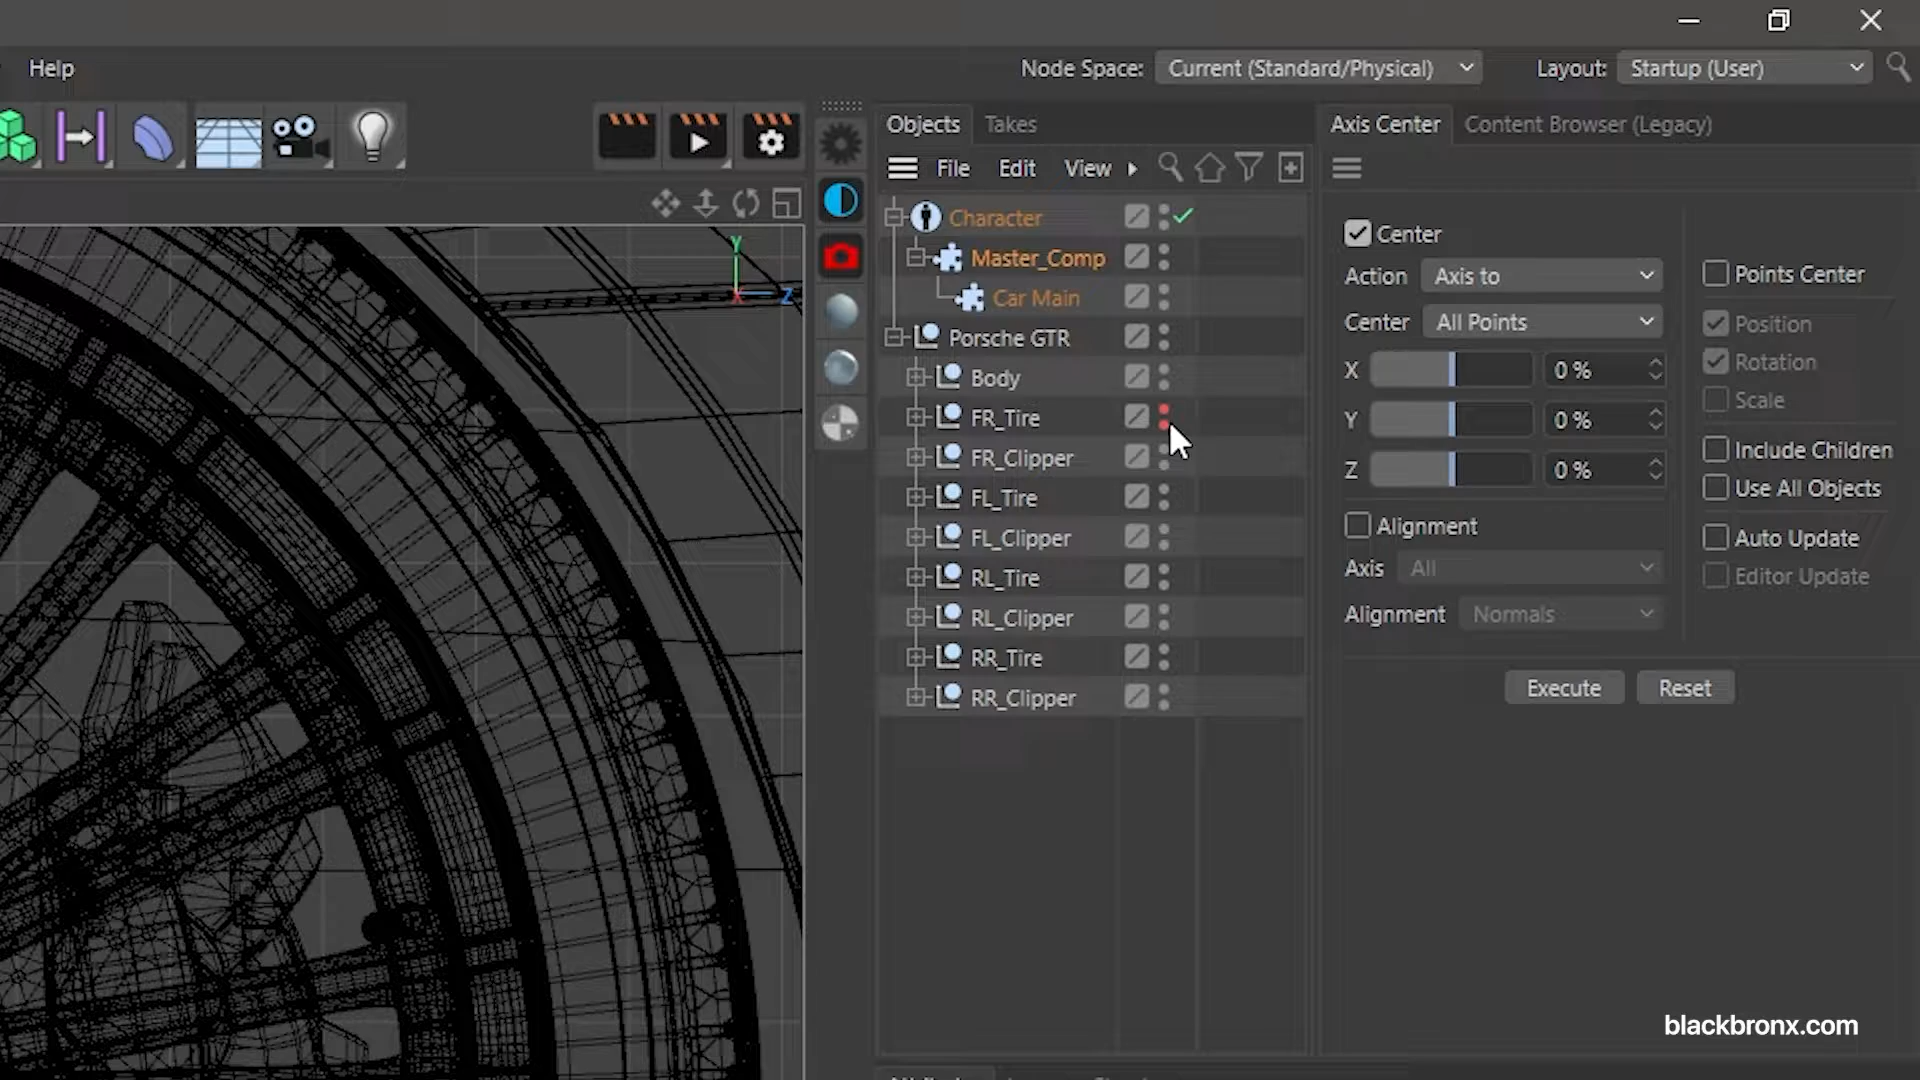 Help
Node Space: Current (Standard/Physical)
Layout: Startup (User)
Objects Takes
File Edit View
Character
Master_Comp
Car Main
Porsche GTR
Body
FR_Tire
FR_Clipper
FL_Tire
FL_Clipper
RL_Tire
RL_Clipper
RR_Tire
RR_Clipper
Axis Center Content Browser (Legacy)
Center
Action Axis to
Center All Points
X 0 %
Y 0 %
Z 0 %
Alignment
Axis All
Alignment Normals
Points Center
Position
Rotation
Scale
Include Children
Use All Objects
Auto Update
Editor Update
Execute Reset
Y
X Z
blackbronx.com